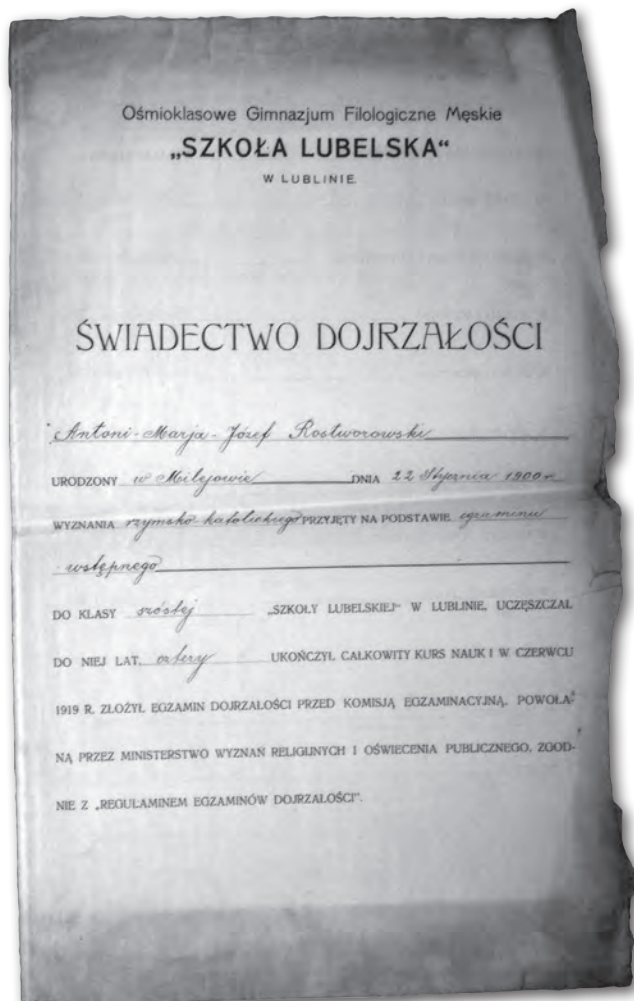 Ośmioklasowe Gimnazjum Filologiczne Męskie
„SZKOŁA LUBELSKA“
W LUBLINIE.
ŚWIADECTWO DOJRZAŁOŚCI
Antoni-Marja-Józef Rostworowski
URODZONY w Milejowie DNIA 22 Stycznia 1900 r.
WYZNANIA rzymsko-katolickiego PRZYJĘTY NA PODSTAWIE egzaminu
wstępnego
DO KLASY szóstej „SZKOŁY LUBELSKIEJ“ W LUBLINIE, UCZĘSZCZAŁ
DO NIEJ LAT, cztery UKOŃCZYŁ CAŁKOWITY KURS NAUK I W CZERWCU
1919 R. ZŁOŻYŁ EGZAMIN DOJRZAŁOŚCI PRZED KOMISJĄ EGZAMINACYJNĄ, POWOŁA-
NĄ PRZEZ MINISTERSTWO WYZNAŃ RELIGIJNYCH I OŚWIECENIA PUBLICZNEGO, ZGOD-
NIE Z „REGULAMINEM EGZAMINÓW DOJRZAŁOŚCI“.